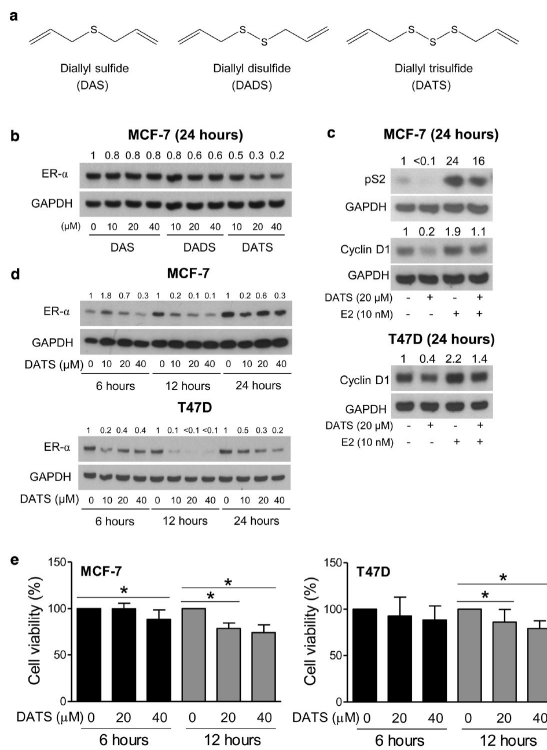 a
S
S
S
S
S
S
Diallyl sulfide
(DAS)
Diallyl disulfide
(DADS)
Diallyl trisulfide
(DATS)
b
MCF-7 (24 hours)
1 0.8 0.8 0.8 0.8 0.6 0.6 0.5 0.3 0.2
ER-α
GAPDH
(μM) 0 10 20 40 10 20 40 10 20 40
DAS DADS DATS
c
MCF-7 (24 hours)
1 <0.1 24 16
pS2
GAPDH
1 0.2 1.9 1.1
Cyclin D1
GAPDH
DATS (20 μM) - + - +
E2 (10 nM) - - + +
T47D (24 hours)
1 0.4 2.2 1.4
Cyclin D1
GAPDH
DATS (20 μM) - + - +
E2 (10 nM) - - + +
d
MCF-7
1 1.8 0.7 0.3 1 0.2 0.1 0.1 1 0.2 0.6 0.3
ER-α
GAPDH
DATS (μM) 0 10 20 40 0 10 20 40 0 10 20 40
6 hours 12 hours 24 hours
T47D
1 0.2 0.4 0.4 1 0.1 <0.1 <0.1 1 0.5 0.3 0.2
ER-α
GAPDH
DATS (μM) 0 10 20 40 0 10 20 40 0 10 20 40
6 hours 12 hours 24 hours
e
MCF-7
Cell viability (%)
150
100
50
0
* * *
DATS (μM) 0 20 40 0 20 40
6 hours 12 hours
T47D
Cell viability (%)
150
100
50
0
* *
DATS (μM) 0 20 40 0 20 40
6 hours 12 hours